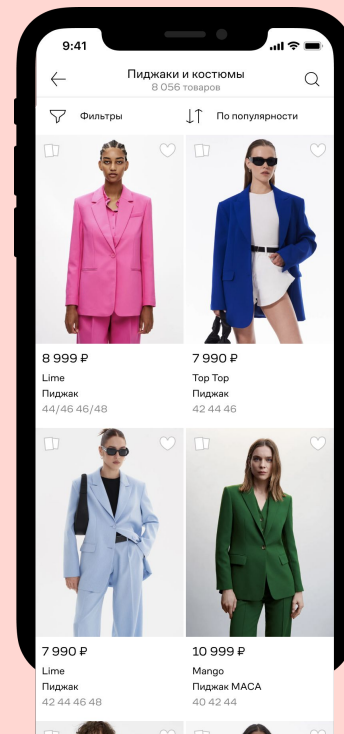 9:41
Пиджаки и костюмы
8 056 товаров
Фильтры
По популярности
8 999 ₽
Lime
Пиджак
44/46 46/48
7 990 ₽
Top Top
Пиджак
42 44 46
7 990 ₽
Lime
Пиджак
42 44 46 48
10 999 ₽
Mango
Пиджак MACA
40 42 44